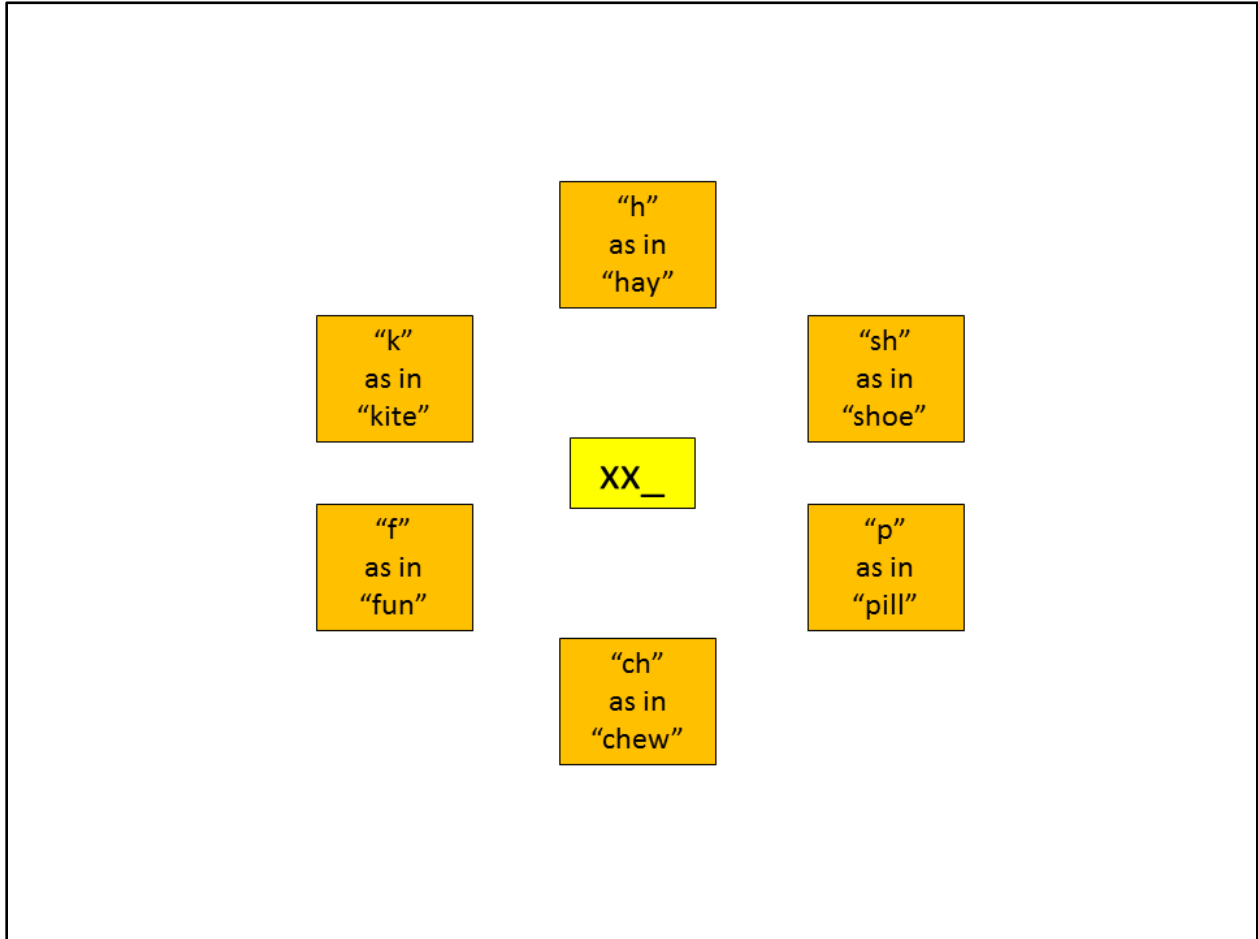 “h”
as in
“hay”
“k”
as in
“kite”
“sh”
as in
“shoe”
xx_
“f”
as in
“fun”
“p”
as in
“pill”
“ch”
as in
“chew”